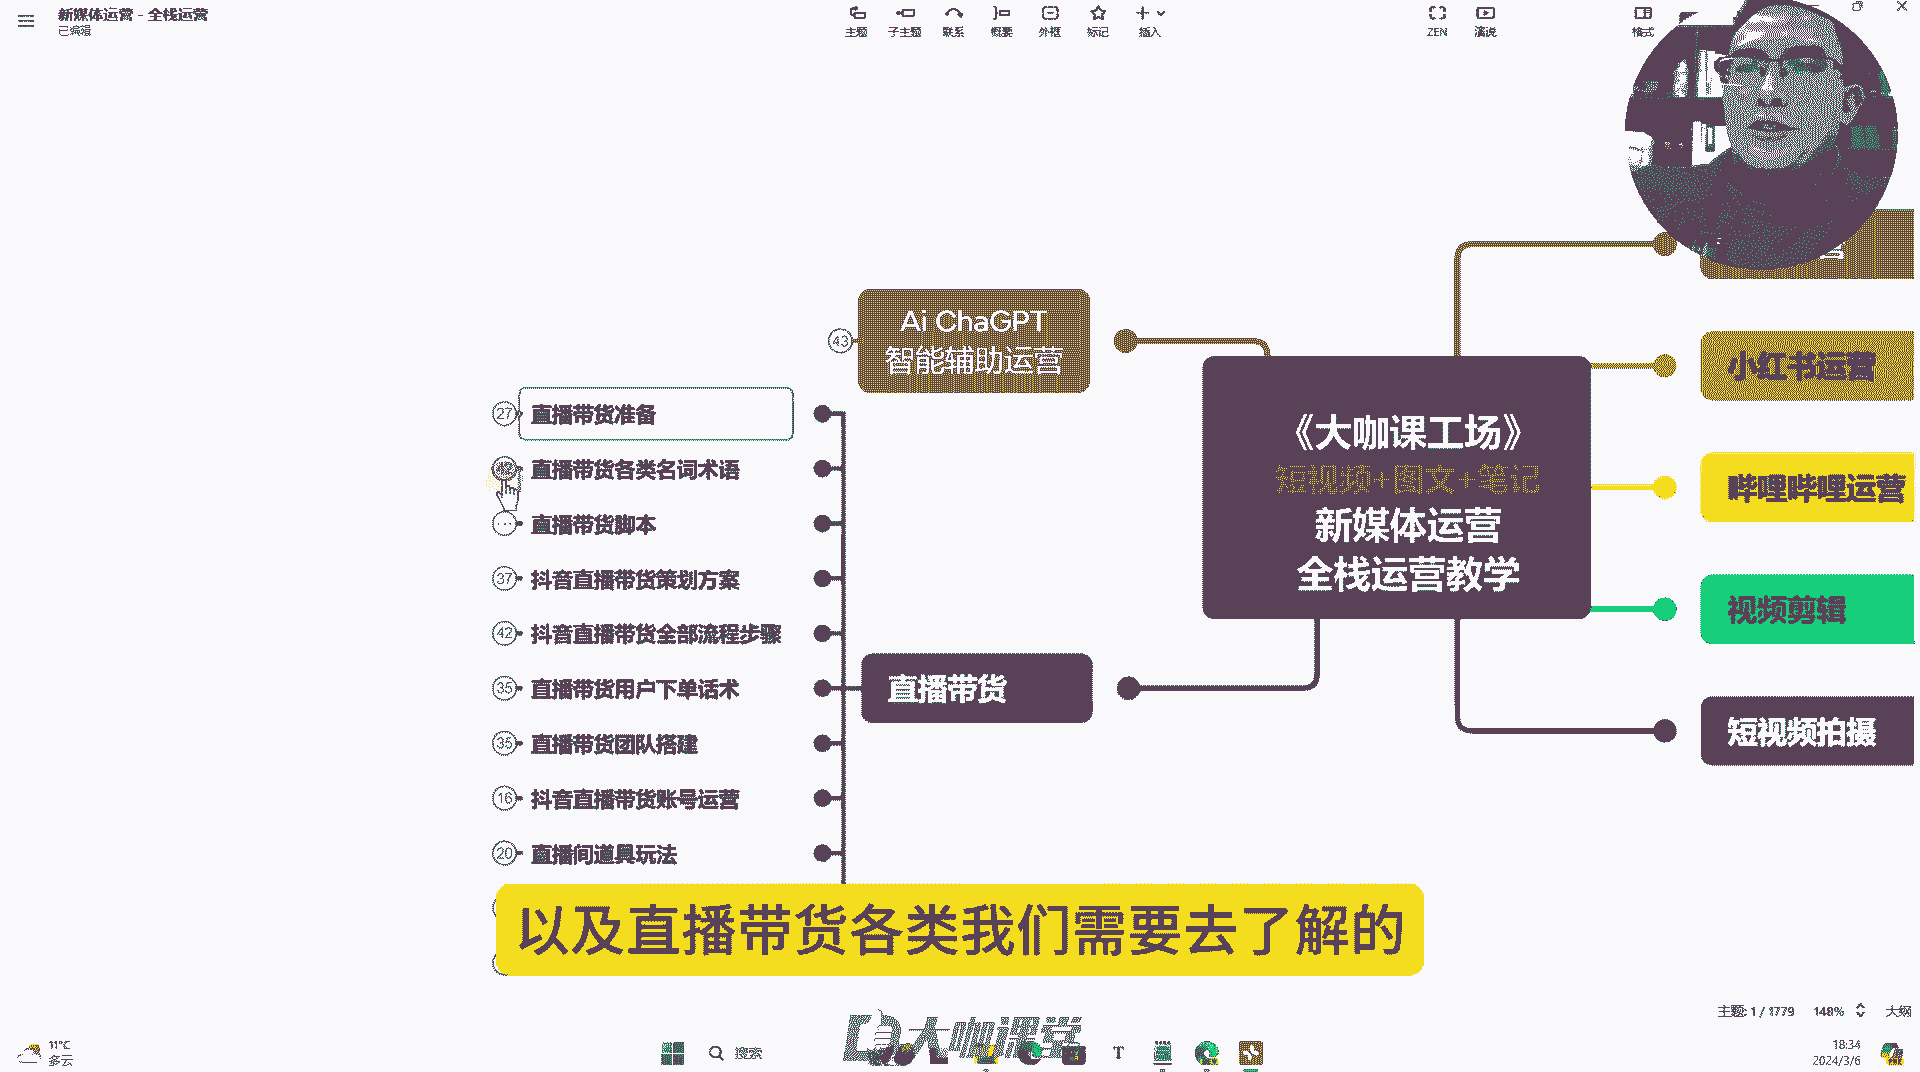 新媒体运营 - 全栈运营
已编辑
主题
子主题
联系
概要
外框
标记
插入
ZEN
演说
格式
43
Ai ChaGPT
智能辅助运营
27
直播带货准备
直播带货各类名词术语
直播带货脚本
37
抖音直播带货策划方案
42
抖音直播带货全部流程步骤
35
直播带货用户下单话术
35
直播带货团队搭建
16
抖音直播带货账号运营
20
直播间道具玩法
直播带货
《大咖课工场》
短视频+图文+笔记
新媒体运营
全栈运营教学
小红书运营
哔哩哔哩运营
视频剪辑
短视频拍摄
以及直播带货各类我们需要去了解的
主题: 1 / 1779
148%
大纲
大咖课堂
11°C
多云
搜索
18:34
2024/3/6